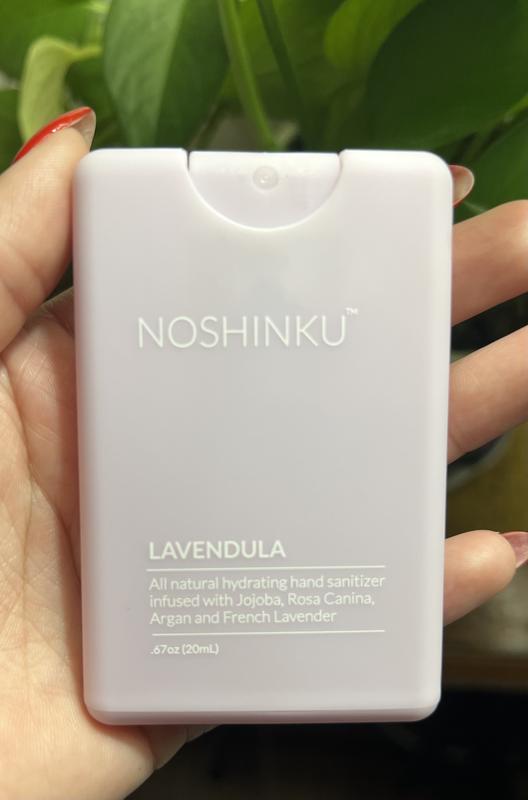 NOSHINKU™
LAVENDULA
All natural hydrating hand sanitizer
infused with Jojoba, Rosa Canina,
Argan and French Lavender
.67oz (20mL)